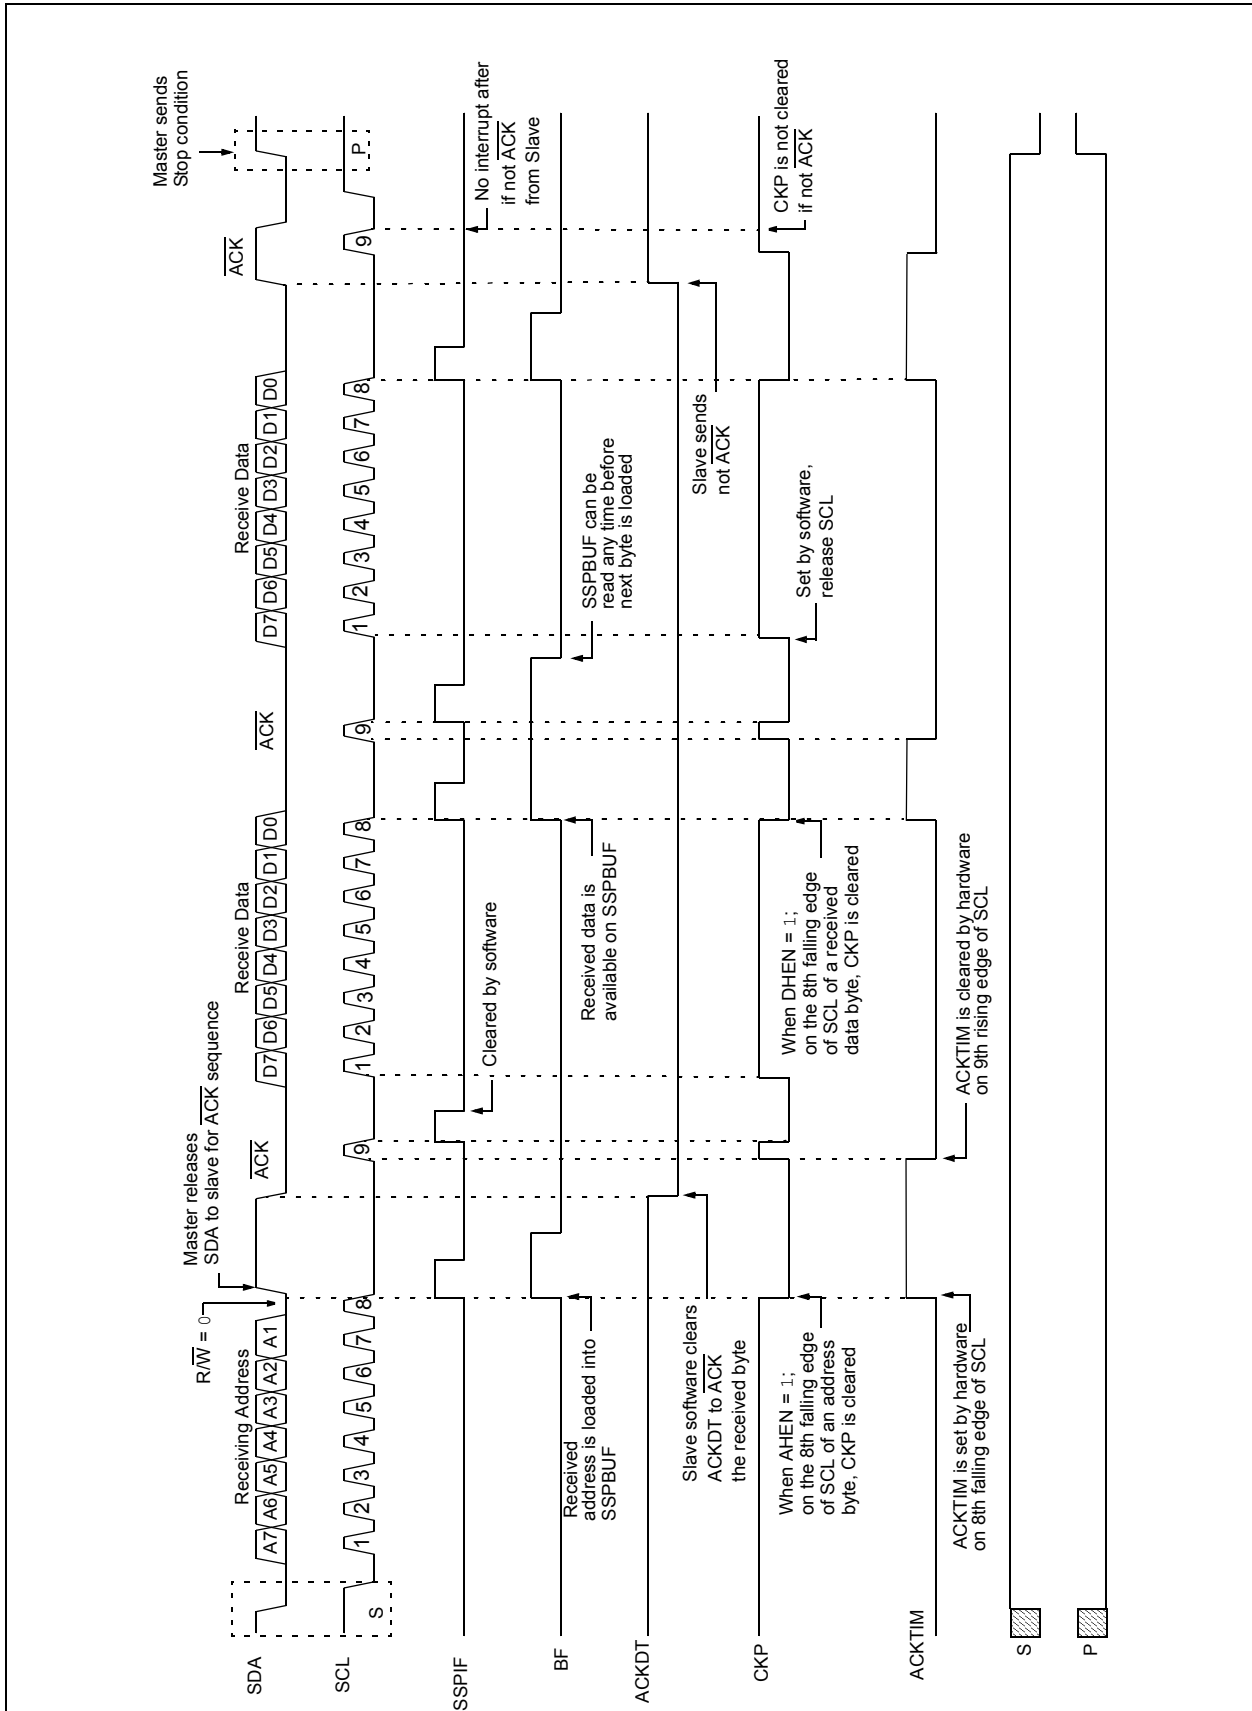 Master releases
SDA to slave for ACK sequence
Master sends
Stop condition
R/W = 0
Receiving Address
Receive Data
Receive Data
ACK
ACK
ACK
SDA
A7 A6 A5 A4 A3 A2 A1
D7 D6 D5 D4 D3 D2 D1 D0
D7 D6 D5 D4 D3 D2 D1 D0
SCL
S
1 2 3 4 5 6 7 8 9
1 2 3 4 5 6 7 8 9
1 2 3 4 5 6 7 8 9
P
SSPIF
Cleared by software
No interrupt after
if not ACK
from Slave
BF
Received
address is loaded into
SSPBUF
Received data is
available on SSPBUF
SSPBUF can be
read any time before
next byte is loaded
ACKDT
Slave software clears
ACKDT to ACK
the received byte
Slave sends
not ACK
CKP
When AHEN = 1;
on the 8th falling edge
of SCL of an address
byte, CKP is cleared
When DHEN = 1;
on the 8th falling edge
of SCL of a received
data byte, CKP is cleared
Set by software,
release SCL
CKP is not cleared
if not ACK
ACKTIM
ACKTIM is set by hardware
on 8th falling edge of SCL
ACKTIM is cleared by hardware
on 9th rising edge of SCL
S
P